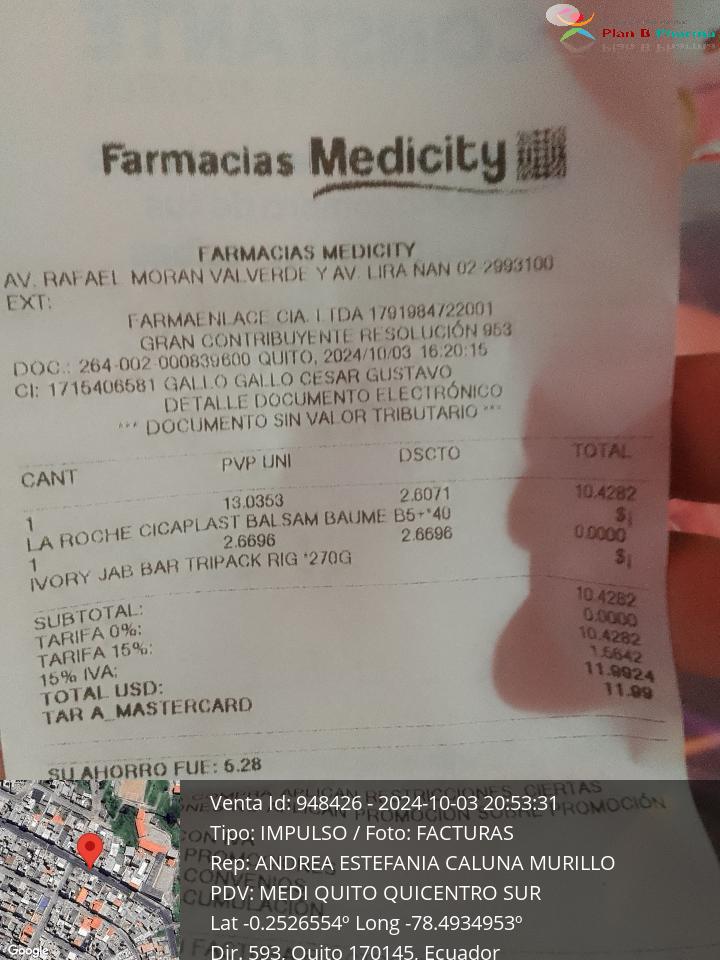 Plan B Pharma
Farmacias Medicity
FARMACIAS MEDICITY
AV. RAFAEL MORAN VALVERDE Y AV. LIRA ÑAN 02-2993100
EXT:
FARMAENLACE CIA. LTDA 1791984722001
GRAN CONTRIBUYENTE RESOLUCIÓN 953
DOC.: 264-002-000839600 QUITO, 2024/10/03 16:20:15
CI: 1715406581 GALLO GALLO CESAR GUSTAVO
DETALLE DOCUMENTO ELECTRÓNICO
*** DOCUMENTO SIN VALOR TRIBUTARIO ***
CANT PVP UNI DSCTO TOTAL
1 13.0353 2.6071 10.4282
LA ROCHE CICAPLAST BALSAM BAUME B5+*40 $¡
1 2.6696 2.6696 0.0000
IVORY JAB BAR TRIPACK RIG *270G $¡
SUBTOTAL: 10.4282
TARIFA 0%: 0.0000
TARIFA 15%: 10.4282
15% IVA: 1.5642
TOTAL USD: 11.9924
TAR A_MASTERCARD 11.99
SU AHORRO FUE: 5.28
APLICAN RESTRICCIONES, CIERTAS
PROMOCIÓN SOBRE PROMOCIÓN
Venta Id: 948426 - 2024-10-03 20:53:31
Tipo: IMPULSO / Foto: FACTURAS
Rep: ANDREA ESTEFANIA CALUNA MURILLO
PDV: MEDI QUITO QUICENTRO SUR
Lat -0.2526554º Long -78.4934953º
Dir. 593, Quito 170145, Ecuador
Google